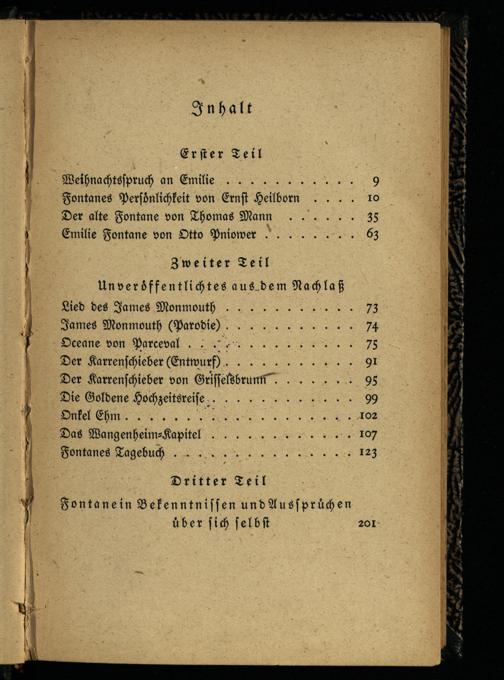 Inhalt
Erster Teil
Weihnachtsspruch an Emilie . . . . . . . . . . . 9
Fontanes Persönlichkeit von Ernst Heilborn . . . . 10
Der alte Fontane von Thomas Mann . . . . . . 35
Emilie Fontane von Otto Pniower . . . . . . . . 63
Zweiter Teil
Unveröffentlichtes aus dem Nachlaß
Lied des James Monmouth . . . . . . . . . . . 73
James Monmouth (Parodie) . . . . . . . . . . . 74
Oceane von Parceval . . . . . . . . . . . . . . 75
Der Karrenschieber (Entwurf) . . . . . . . . . . . 91
Der Karrenschieber von Grisselsbrunn . . . . . . . 95
Die Goldene Hochzeitsreise . . . . . . . . . . . . 99
Onkel Ehm . . . . . . . . . . . . . . . . . . 102
Das Wangenheim-Kapitel . . . . . . . . . . . . 107
Fontanes Tagebuch . . . . . . . . . . . . . . . 123
Dritter Teil
Fontane in Bekenntnissen und Aussprüchen
über sich selbst 201